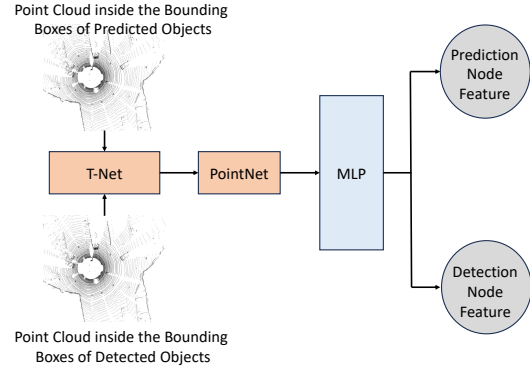 Point Cloud inside the Bounding
Boxes of Predicted Objects
T-Net
PointNet
MLP
Prediction
Node
Feature
Detection
Node
Feature
Point Cloud inside the Bounding
Boxes of Detected Objects